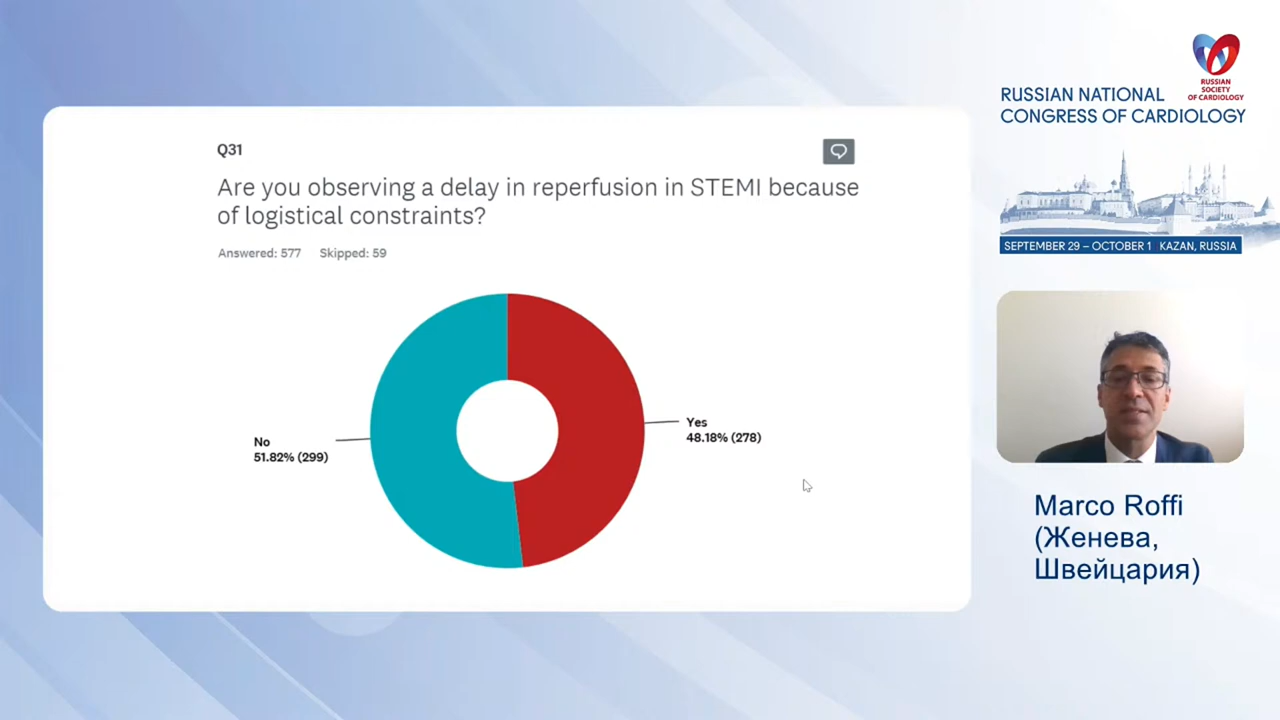 Q31
Are you observing a delay in reperfusion in STEMI because
of logistical constraints?
Answered: 577 Skipped: 59
No
51.82% (299)
Yes
48.18% (278)
RUSSIAN
SOCIETY
OF CARDIOLOGY
RUSSIAN NATIONAL
CONGRESS OF CARDIOLOGY
SEPTEMBER 29 – OCTOBER 1 KAZAN, RUSSIA
Marco Roffi
(Женева,
Швейцария)